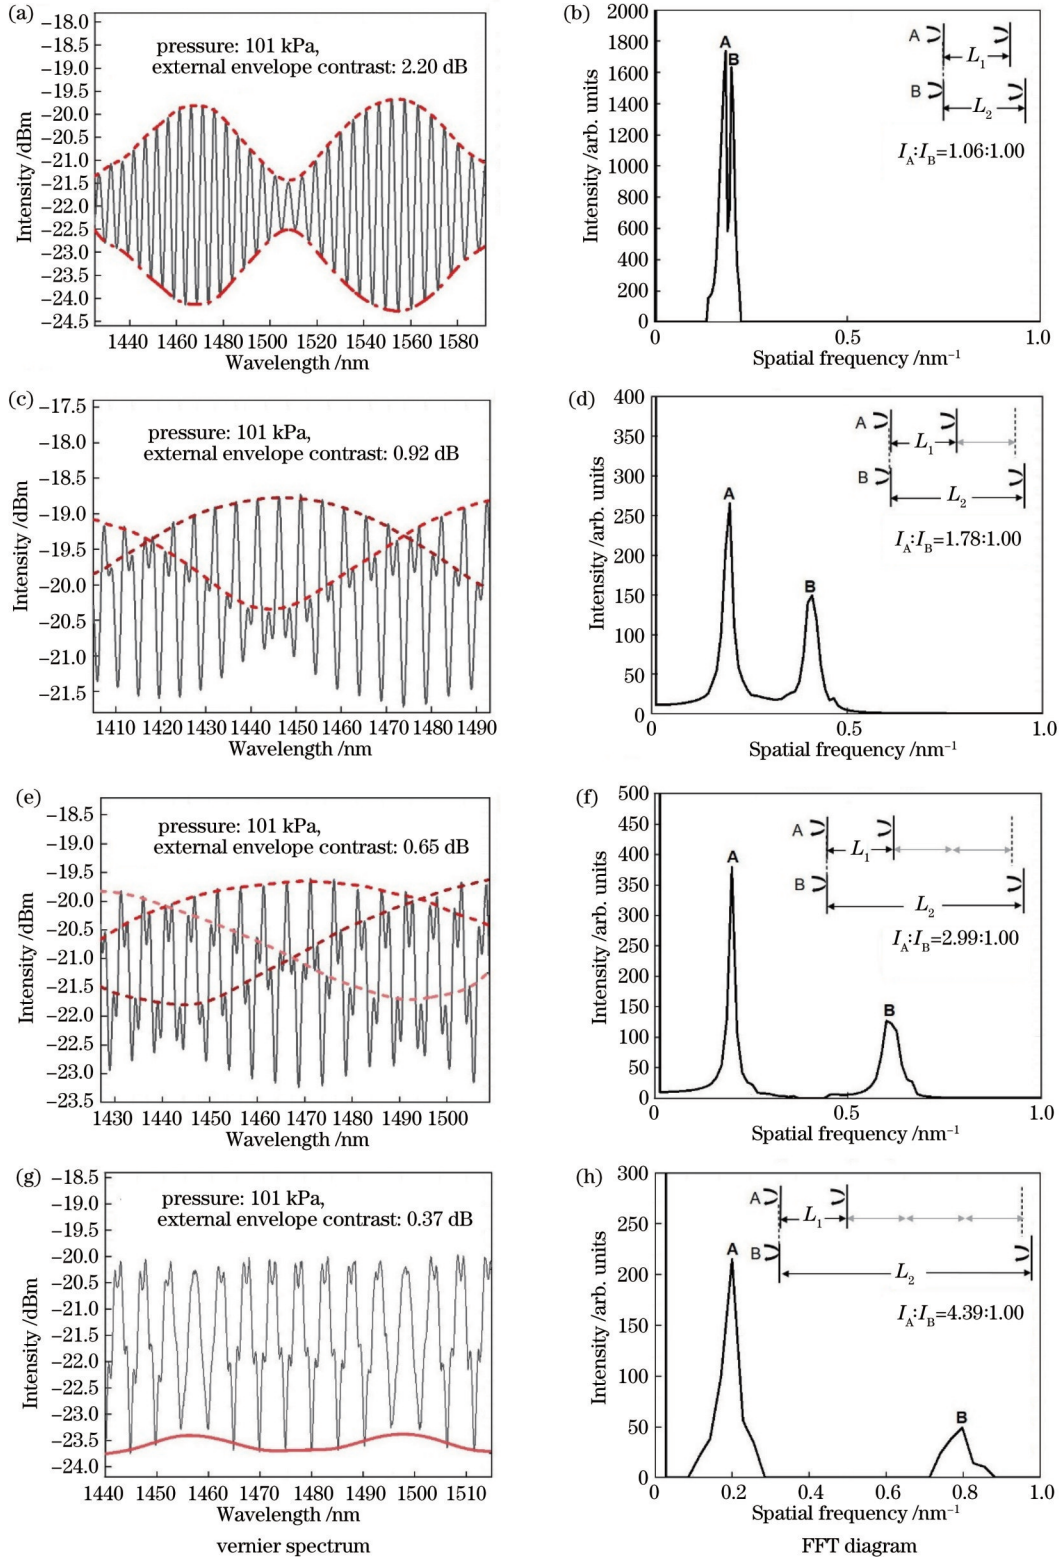 (a)
pressure: 101 kPa,
external envelope contrast: 2.20 dB
Intensity /dBm
−18.0
−19.0
−20.0
−21.0
−22.0
−23.0
−23.5
−24.0
−24.5
1440 1460 1480 1500 1520 1540 1560 1580
Wavelength /nm
(b)
Intensity /arb. units
2000
1800
1600
1400
1200
1000
800
600
400
200
0
A
B
A L1
B L2
IA:IB=1.06:1.00
0 0.5 1.0
Spatial frequency /nm−1
(c)
pressure: 101 kPa,
external envelope contrast: 0.92 dB
Intensity /dBm
−17.5
−18.0
−18.5
−19.0
−19.5
−20.0
−20.5
−21.0
−21.5
1410 1420 1430 1440 1450 1460 1470 1480 1490
Wavelength /nm
(d)
Intensity /arb. units
400
350
300
250
200
150
100
50
0
A
B
A L1
B L2
IA:IB=1.78:1.00
0 0.5 1.0
Spatial frequency /nm−1
(e)
pressure: 101 kPa,
external envelope contrast: 0.65 dB
Intensity /dBm
−18.5
−19.0
−19.5
−20.0
−20.5
−21.0
−21.5
−22.0
−22.5
−23.0
−23.5
1430 1440 1450 1460 1470 1480 1490 1500
Wavelength /nm
(f)
Intensity /arb. units
500
450
400
350
300
250
200
150
100
50
0
A
B
A L1
B L2
IA:IB=2.99:1.00
0 0.5 1.0
Spatial frequency /nm−1
(g)
pressure: 101 kPa,
external envelope contrast: 0.37 dB
Intensity /dBm
−18.5
−19.0
−19.5
−20.0
−20.5
−21.0
−21.5
−22.0
−22.5
−23.0
−23.5
−24.0
1440 1450 1460 1470 1480 1490 1500 1510
Wavelength /nm
vernier spectrum
(h)
Intensity /arb. units
300
250
200
150
100
50
0
A
B
A L1
B L2
IA:IB=4.39:1.00
0 0.2 0.4 0.6 0.8 1.0
Spatial frequency /nm−1
FFT diagram